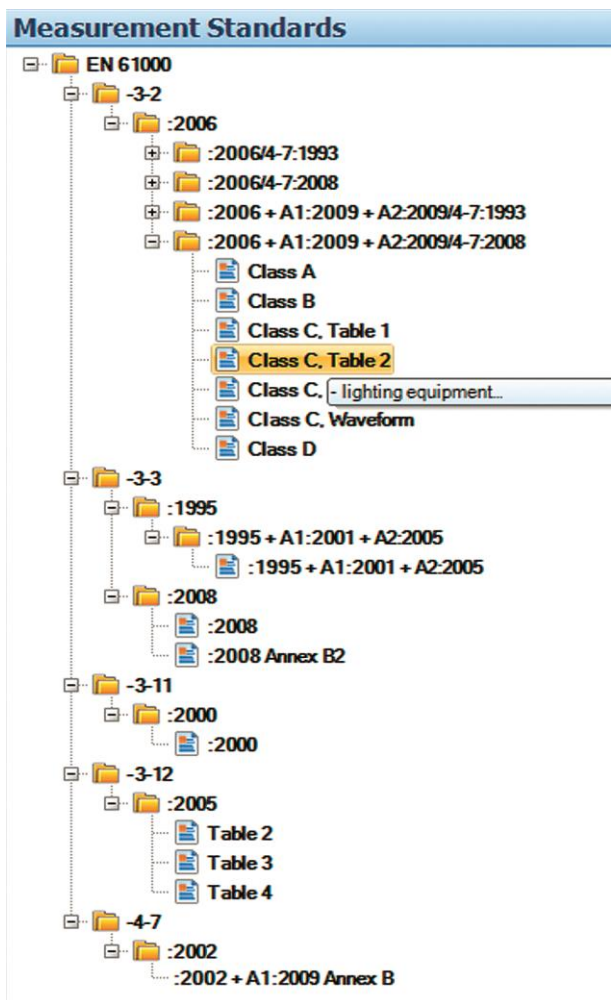 Measurement Standards
EN 61000
-3-2
:2006
:2006/4-7:1993
:2006/4-7:2008
:2006 + A1:2009 + A2:2009/4-7:1993
:2006 + A1:2009 + A2:2009/4-7:2008
Class A
Class B
Class C, Table 1
Class C, Table 2
Class C, - lighting equipment...
Class C, Waveform
Class D
-3-3
:1995
:1995 + A1:2001 + A2:2005
:1995 + A1:2001 + A2:2005
:2008
:2008
:2008 Annex B2
-3-11
:2000
:2000
-3-12
:2005
Table 2
Table 3
Table 4
-4-7
:2002
:2002 + A1:2009 Annex B